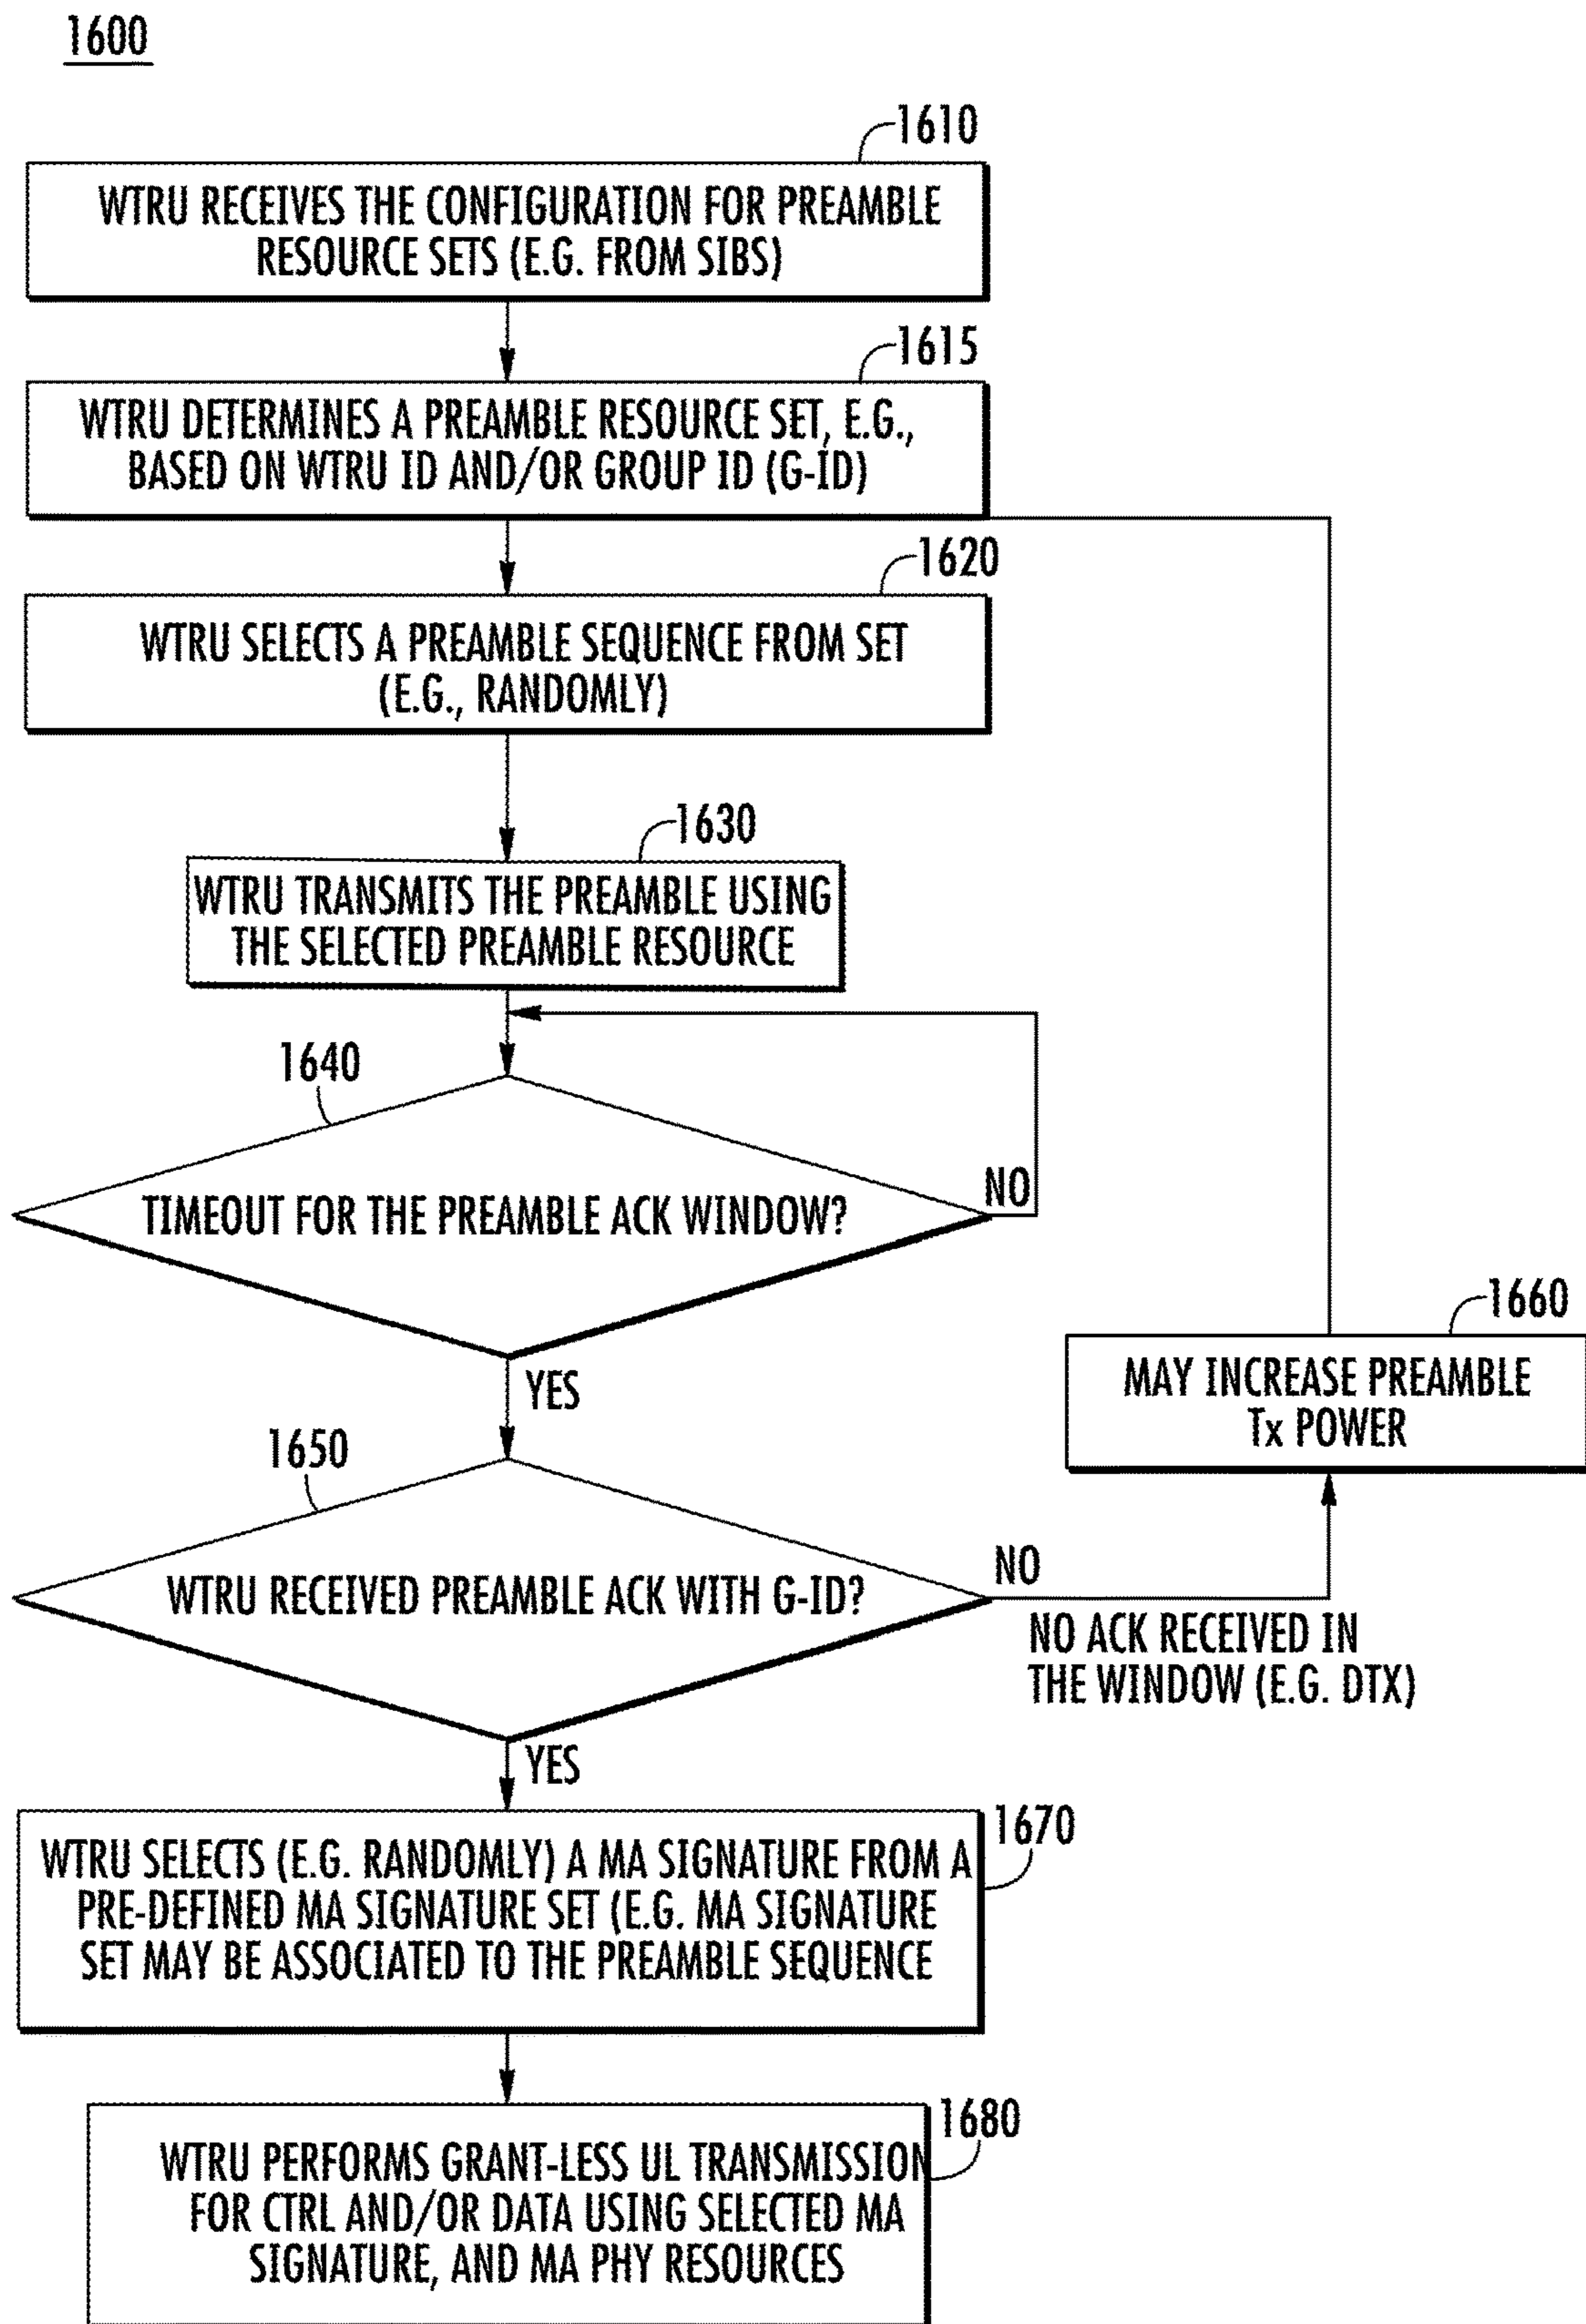 1600
1610
WTRU RECEIVES THE CONFIGURATION FOR PREAMBLE
RESOURCE SETS (E.G. FROM SIBS)
1615
WTRU DETERMINES A PREAMBLE RESOURCE SET, E.G.,
BASED ON WTRU ID AND/OR GROUP ID (G-ID)
1620
WTRU SELECTS A PREAMBLE SEQUENCE FROM SET
(E.G., RANDOMLY)
1630
WTRU TRANSMITS THE PREAMBLE USING
THE SELECTED PREAMBLE RESOURCE
1640
TIMEOUT FOR THE PREAMBLE ACK WINDOW?
NO
YES
1660
MAY INCREASE PREAMBLE
Tx POWER
1650
WTRU RECEIVED PREAMBLE ACK WITH G-ID?
NO
NO ACK RECEIVED IN
THE WINDOW (E.G. DTX)
YES
1670
WTRU SELECTS (E.G. RANDOMLY) A MA SIGNATURE FROM A
PRE-DEFINED MA SIGNATURE SET (E.G. MA SIGNATURE
SET MAY BE ASSOCIATED TO THE PREAMBLE SEQUENCE
1680
WTRU PERFORMS GRANT-LESS UL TRANSMISSION
FOR CTRL AND/OR DATA USING SELECTED MA
SIGNATURE, AND MA PHY RESOURCES